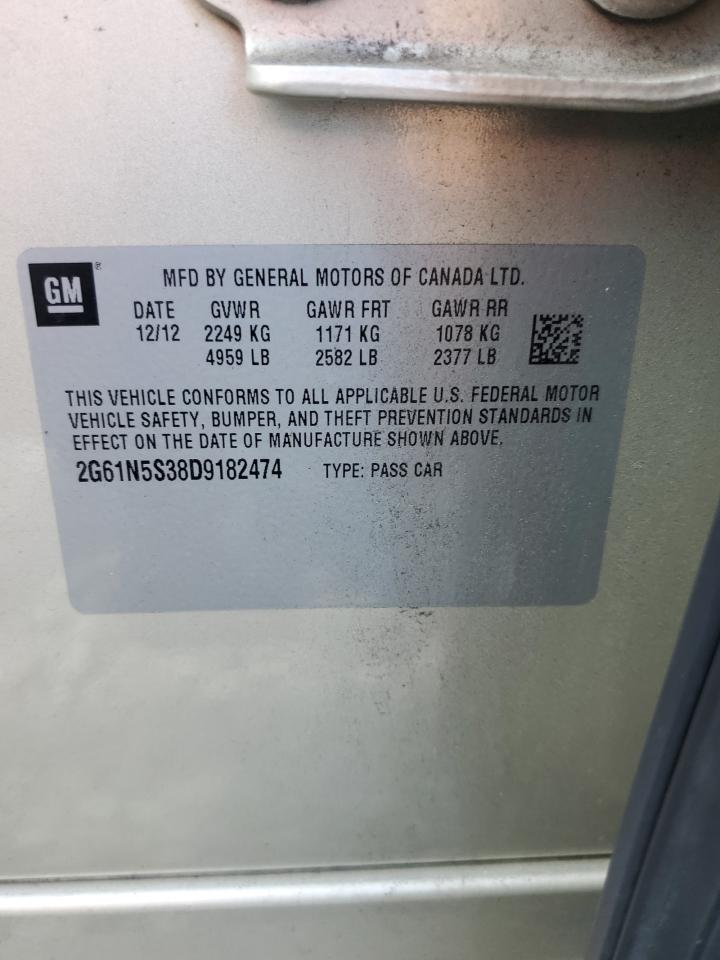 GM®
MFD BY GENERAL MOTORS OF CANADA LTD.
DATE GVWR GAWR FRT GAWR RR
12/12 2249 KG 1171 KG 1078 KG
4959 LB 2582 LB 2377 LB
THIS VEHICLE CONFORMS TO ALL APPLICABLE U.S. FEDERAL MOTOR
VEHICLE SAFETY, BUMPER, AND THEFT PREVENTION STANDARDS IN
EFFECT ON THE DATE OF MANUFACTURE SHOWN ABOVE.
2G61N5S38D9182474 TYPE: PASS CAR